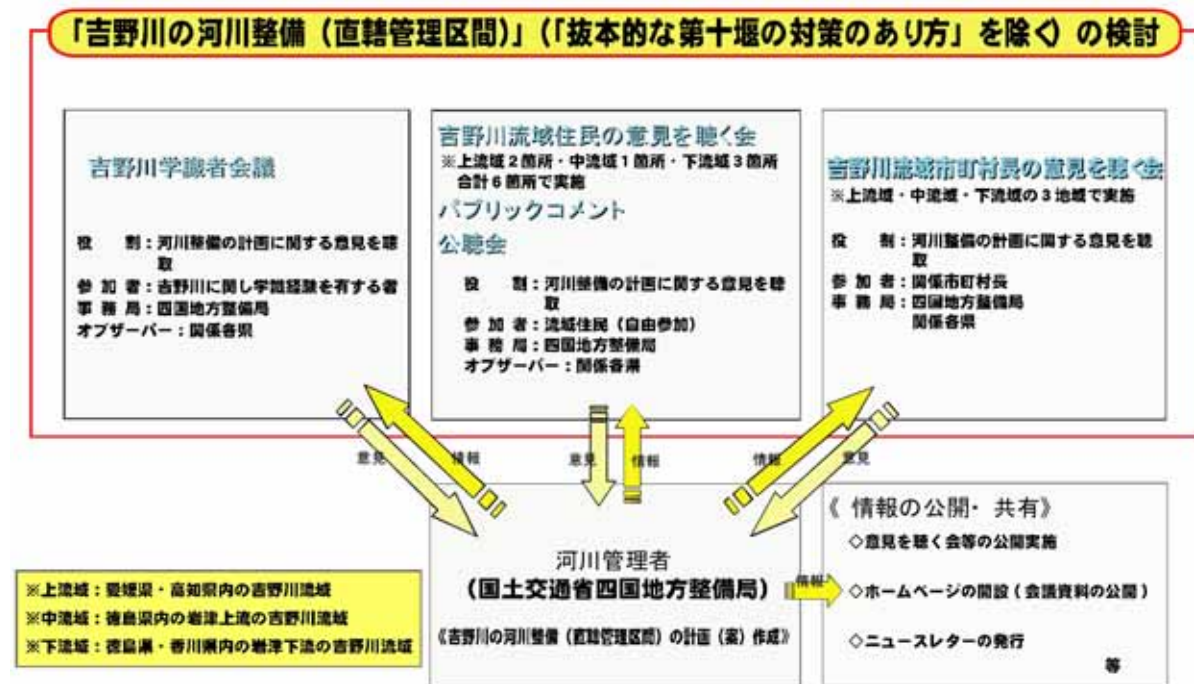 「吉野川の河川整備（直轄管理区間）」（「抜本的な第十堰の対策のあり方」を除く）の検討
吉野川学識者会議
役　割：河川整備の計画に関する意見を聴
取
参 加 者：吉野川に関し学識経験を有する者
事 務 局：四国地方整備局
オブザーバー：関係各県
吉野川流域住民の意見を聴く会
※上流域２箇所・中流域１箇所・下流域３箇所
合計６箇所で実施
パブリックコメント
公聴会
役　割：河川整備の計画に関する意見を聴
取
参 加 者：流域住民（自由参加）
事 務 局：四国地方整備局
オブザーバー：関係各県
吉野川流域市町村長の意見を聴く会
※上流域・中流域・下流域の３地域で実施
役　割：河川整備の計画に関する意見を聴
取
参 加 者：関係市町村長
事 務 局：四国地方整備局
関係各県
意見
情報
意見
情報
情報
意見
河川管理者
（国土交通省四国地方整備局）
《吉野川の河川整備（直轄管理区間）の計画（案）作成》
情報
《 情報の公開・共有》
◇意見を聴く会等の公開実施
◇ホームページの開設（会議資料の公開）
◇ニュースレターの発行
等
※上流域：愛媛県・高知県内の吉野川流域
※中流域：徳島県内の岩津上流の吉野川流域
※下流域：徳島県・香川県内の岩津下流の吉野川流域